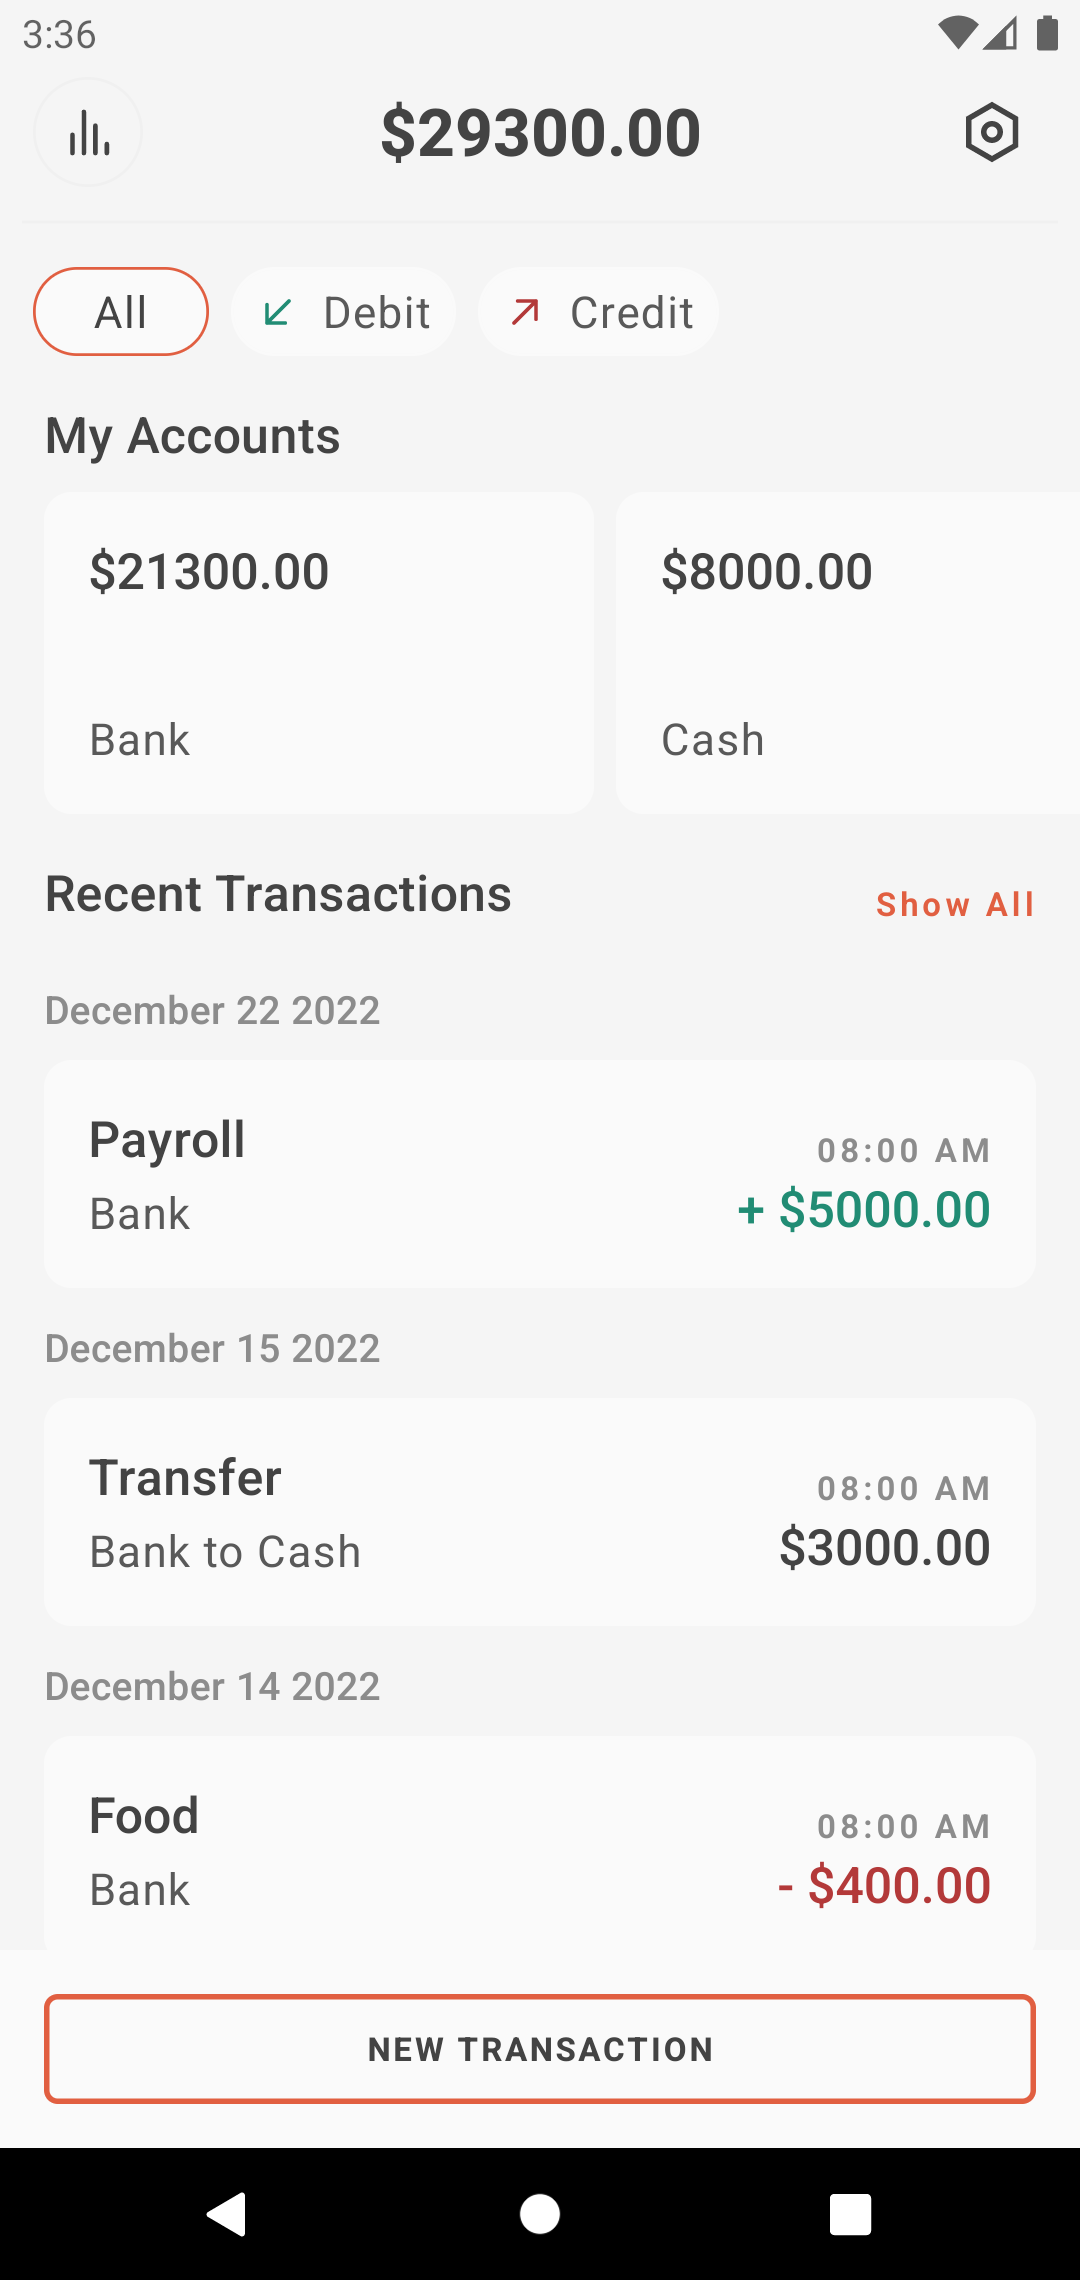 3:36
$29300.00
All
Debit
Credit
My Accounts
$21300.00
$8000.00
Bank
Cash
Recent Transactions
Show All
December 22 2022
Payroll
08:00 AM
Bank
+ $5000.00
December 15 2022
Transfer
08:00 AM
Bank to Cash
$3000.00
December 14 2022
Food
08:00 AM
Bank
- $400.00
NEW TRANSACTION